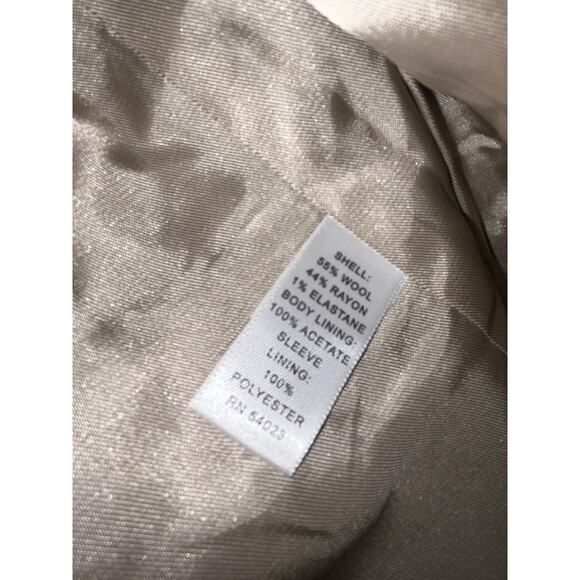 SHELL:
55% WOOL
44% RAYON
1% ELASTANE
BODY LINING:
100% ACETATE
SLEEVE
LINING:
100%
POLYESTER
RN 54023